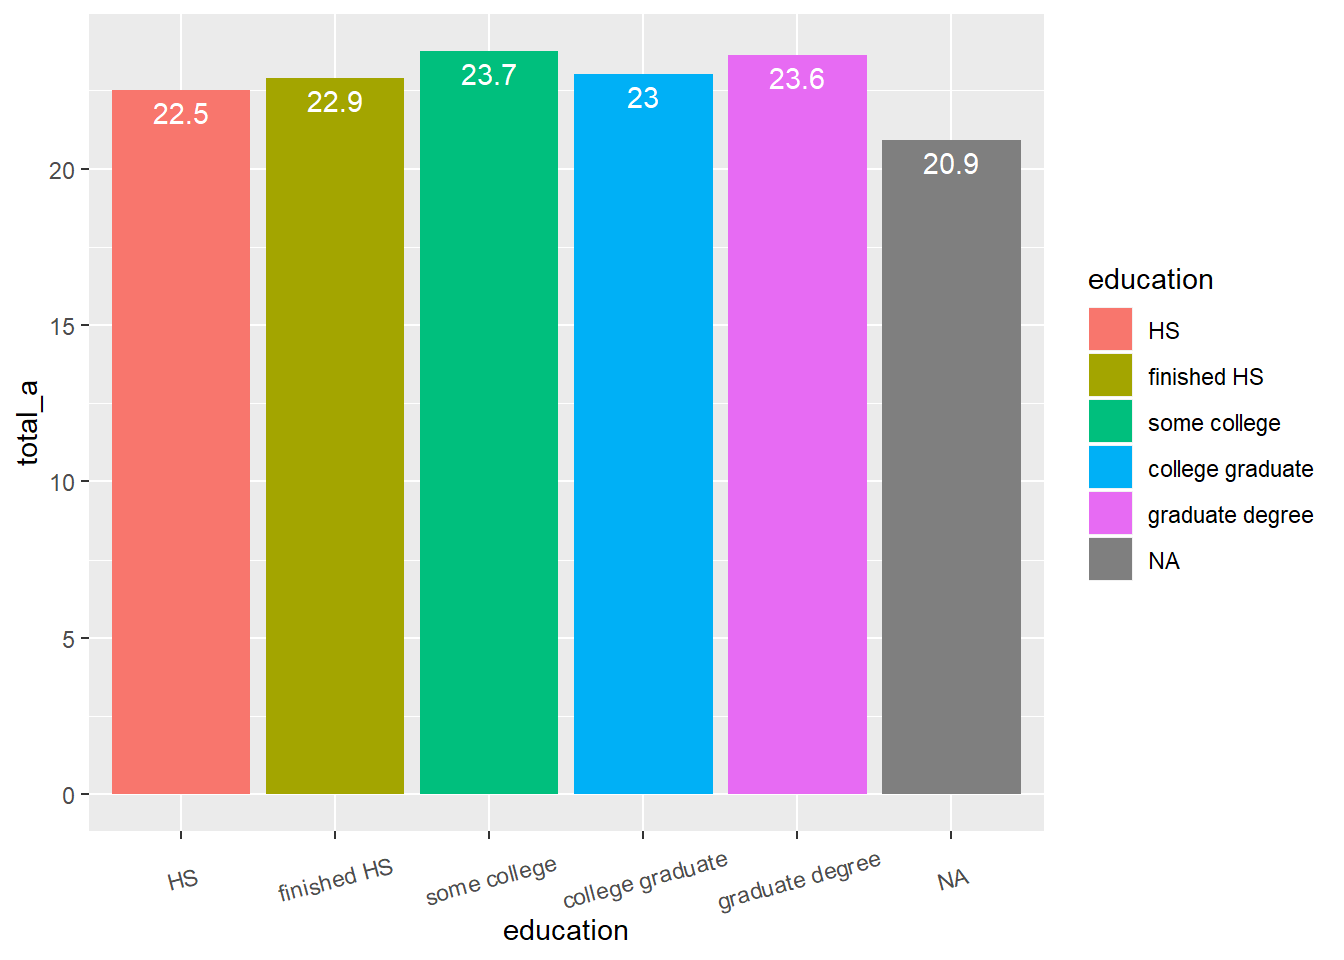 total_a
20
15
10
5
0
22.5
22.9
23.7
23
23.6
20.9
HS
finished HS
some college
college graduate
graduate degree
NA
education
education
HS
finished HS
some college
college graduate
graduate degree
NA